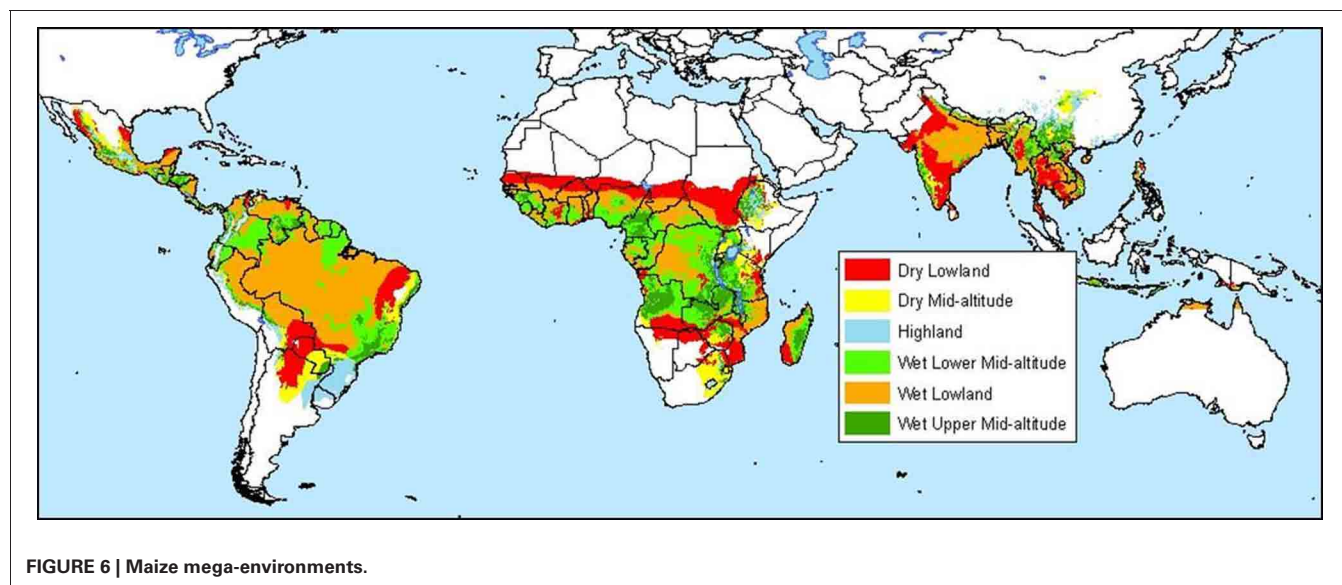 Dry Lowland
Dry Mid-altitude
Highland
Wet Lower Mid-altitude
Wet Lowland
Wet Upper Mid-altitude
FIGURE 6 | Maize mega-environments.